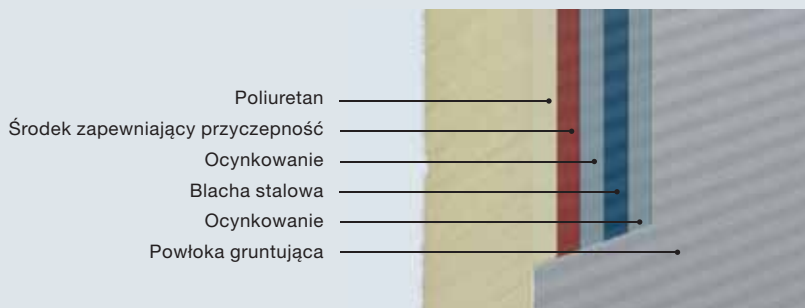 Poliuretan
Środek zapewniający przyczepność
Ocynkowanie
Blacha stalowa
Ocynkowanie
Powłoka gruntująca